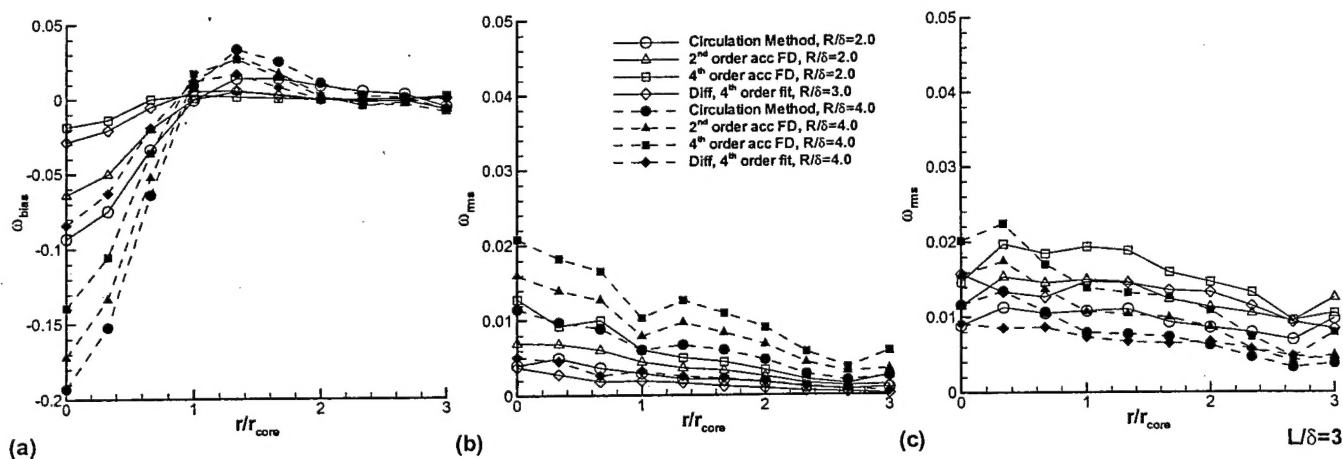 0.05
0
-0.05
-0.1
-0.15
-0.2
ω_bias
0 1 2 3
r/r_core
(a)
0.05
0.04
0.03
0.02
0.01
0
ω_rms
Circulation Method, R/δ=2.0
2nd order acc FD, R/δ=2.0
4th order acc FD, R/δ=2.0
Diff, 4th order fit, R/δ=3.0
Circulation Method, R/δ=4.0
2nd order acc FD, R/δ=4.0
4th order acc FD, R/δ=4.0
Diff, 4th order fit, R/δ=4.0
0 1 2 3
r/r_core
(b)
0.05
0.04
0.03
0.02
0.01
0
ω_rms
0 1 2 3
r/r_core
(c)
L/δ=3